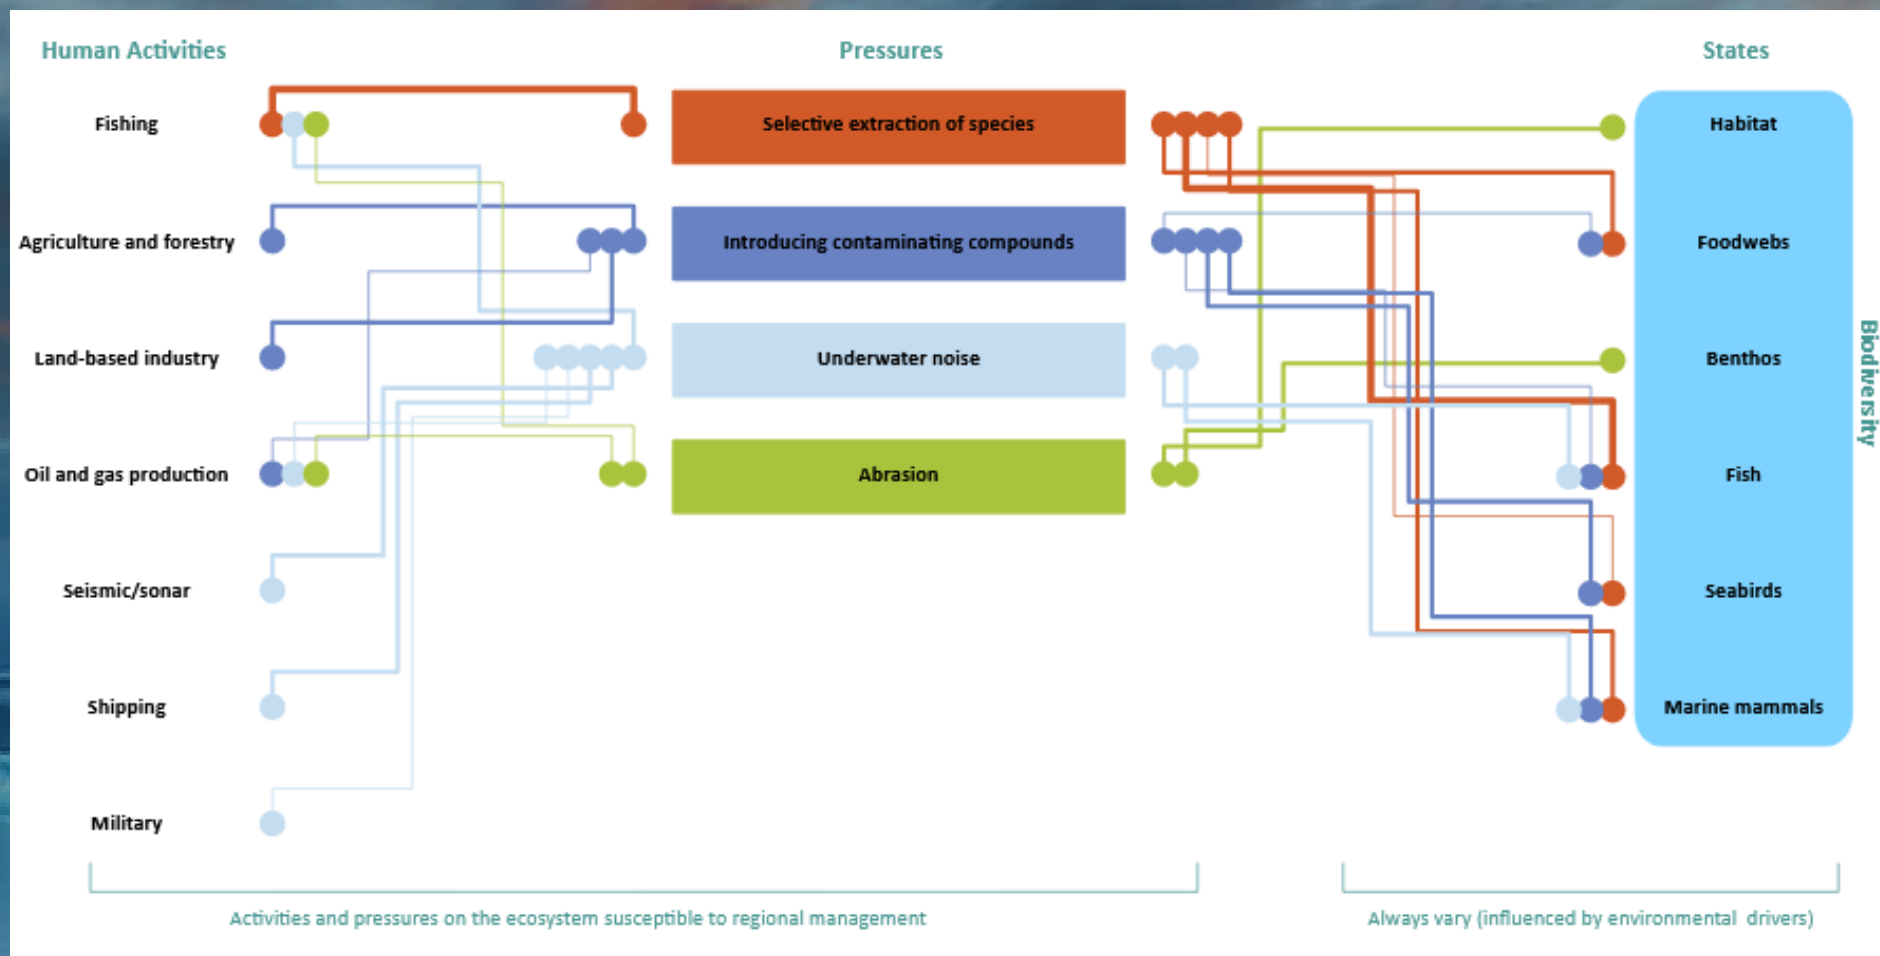 Human Activities
Pressures
States
Fishing
Selective extraction of species
Habitat
Agriculture and forestry
Introducing contaminating compounds
Foodwebs
Land-based industry
Underwater noise
Benthos
Biodiversity
Oil and gas production
Abrasion
Fish
Seismic/sonar
Seabirds
Shipping
Marine mammals
Military
Activities and pressures on the ecosystem susceptible to regional management
Always vary (influenced by environmental drivers)